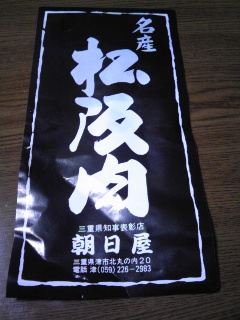 名産
松阪肉
三重県知事表彰店
朝日屋
三重県津市北丸の内20
電話 津(059)226-2983